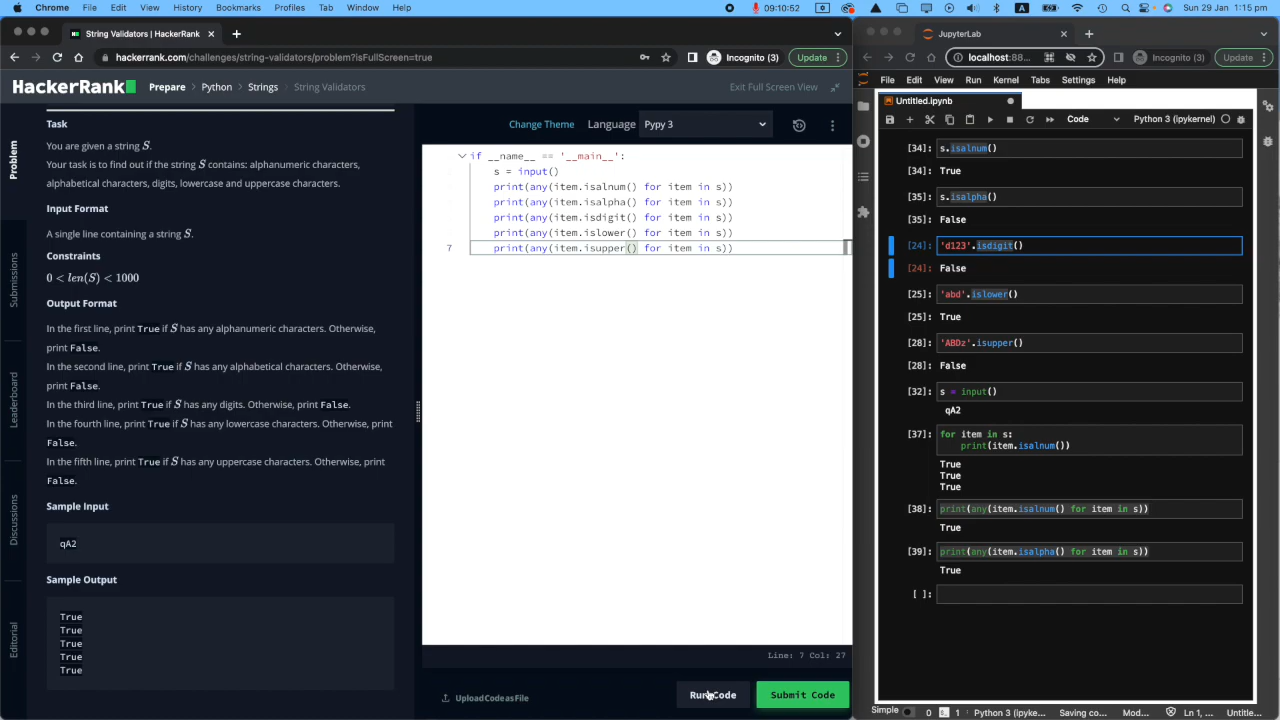 Chrome File Edit View History Bookmarks Profiles Tab Window Help
09:10:52
A
Sun 29 Jan 1:15 pm
String Validators | HackerRank
JupyterLab
hackerrank.com/challenges/string-validators/problem?isFullScreen=true
Incognito (3)
Update
localhost:88...
Incognito (3)
Update
HackerRank
Prepare
Python
Strings
String Validators
Exit Full Screen View
File Edit View Run Kernel Tabs Settings Help
Untitled.ipynb
Code
Python 3 (ipykernel)
Problem
Submissions
Leaderboard
Discussions
Editorial
Task
You are given a string S.
Your task is to find out if the string S contains: alphanumeric characters,
alphabetical characters, digits, lowercase and uppercase characters.
Input Format
A single line containing a string S.
Constraints
0 < len(S) < 1000
Output Format
In the first line, print True if S has any alphanumeric characters. Otherwise,
print False.
In the second line, print True if S has any alphabetical characters. Otherwise,
print False.
In the third line, print True if S has any digits. Otherwise, print False.
In the fourth line, print True if S has any lowercase characters. Otherwise, print
False.
In the fifth line, print True if S has any uppercase characters. Otherwise, print
False.
Sample Input
qA2
Sample Output
True
True
True
True
True
Change Theme
Language
Pypy 3
if __name__ == '__main__':
s = input()
print(any(item.isalnum() for item in s))
print(any(item.isalpha() for item in s))
print(any(item.isdigit() for item in s))
print(any(item.islower() for item in s))
7 print(any(item.isupper() for item in s))
Line: 7 Col: 27
Upload Code as File
Run Code
Submit Code
[34]: s.isalnum()
[34]: True
[35]: s.isalpha()
[35]: False
[24]: 'd123'.isdigit()
[24]: False
[25]: 'abd'.islower()
[25]: True
[28]: 'ABDz'.isupper()
[28]: False
[32]: s = input()
qA2
[37]: for item in s:
print(item.isalnum())
True
True
True
[38]: print(any(item.isalnum() for item in s))
True
[39]: print(any(item.isalpha() for item in s))
True
[ ]:
Simple
0
1
Python 3 (ipykerne...
Saving co...
Ln 1,...
Untitle...